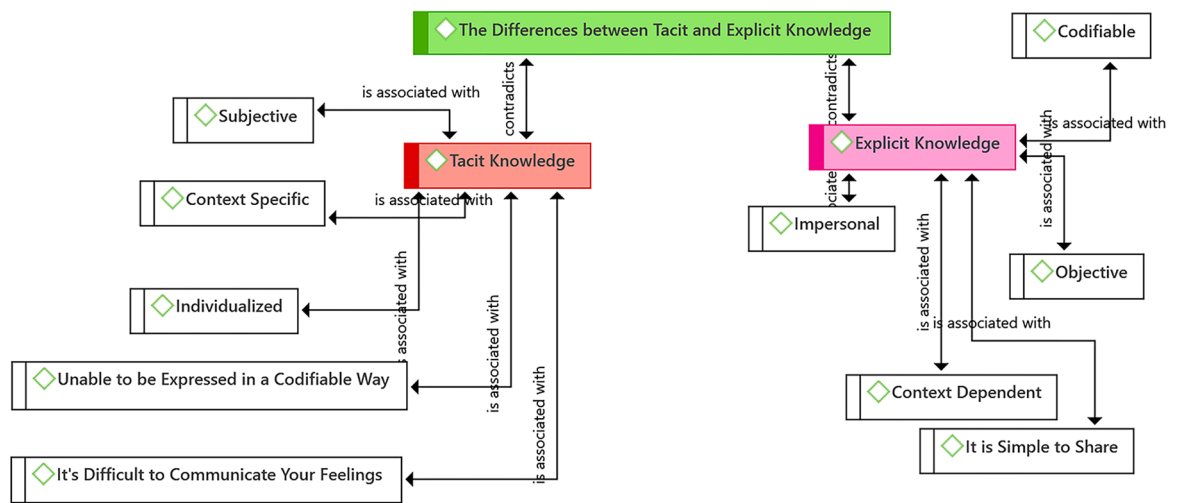 The Differences between Tacit and Explicit Knowledge
Codifiable
is associated with
Subjective
contradicts
contradicts
is associated with
Explicit Knowledge
is associated with
Tacit Knowledge
Context Specific
is associated with
Impersonal
is associated with
Objective
Individualized
is associated with
is associated with
is associated with
Unable to be Expressed in a Codifiable Way
is associated with
Context Dependent
is associated with
It is Simple to Share
It's Difficult to Communicate Your Feelings